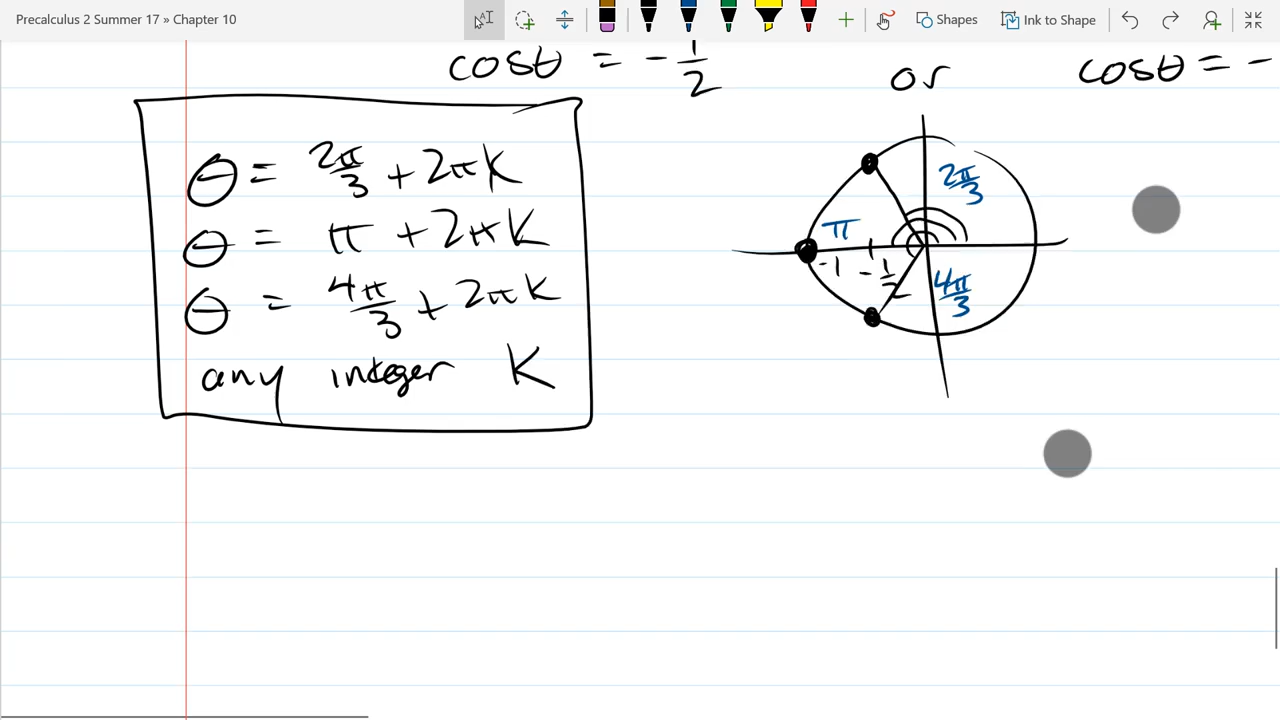 Precalculus 2 Summer 17 » Chapter 10
Shapes
Ink to Shape
cosθ = -1/2 or cosθ = -
θ = 2π/3 + 2πK
θ = π + 2πK
θ = 4π/3 + 2πK
any integer K
2π/3
π
-1
-1/2
4π/3